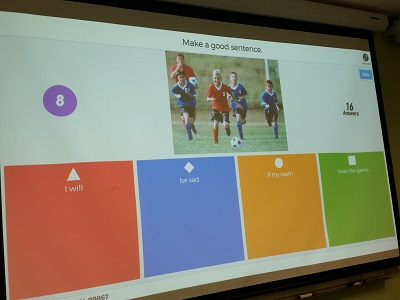 Make a good sentence.
8
16
Answers
i will
be sad.
if my team
loses the game,